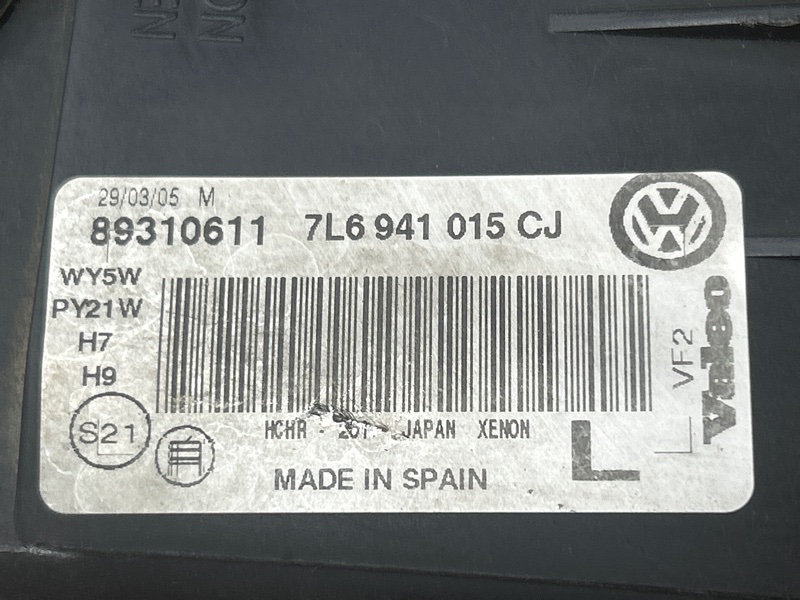 29/03/05 M
89310611 7L6 941 015 CJ
WY5W
PY21W
H7
H9
S21
HCHR - JAPAN XENON
MADE IN SPAIN
L
VF2
Valeo